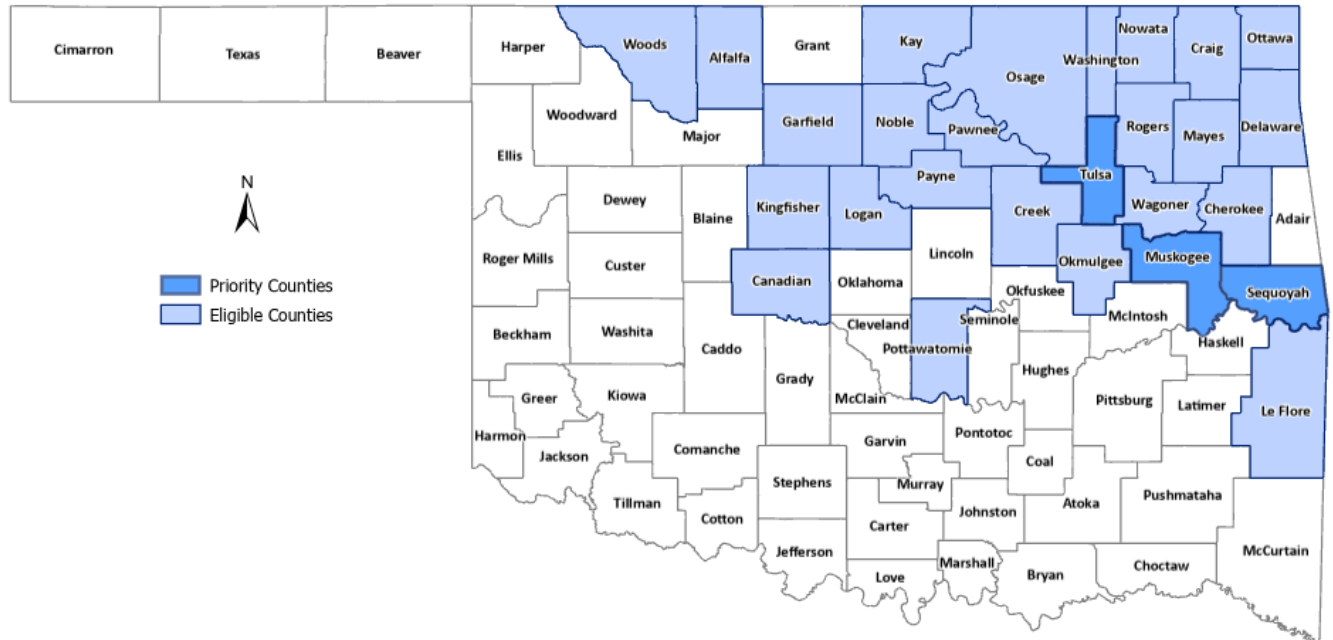 Cimarron
Texas
Beaver
Harper
Woods
Alfalfa
Grant
Kay
Osage
Washington
Nowata
Craig
Ottawa
Woodward
Ellis
Major
Garfield
Noble
Pawnee
Rogers
Mayes
Delaware
Dewey
Blaine
Kingfisher
Logan
Payne
Creek
Tulsa
Wagoner
Cherokee
Adair
N
Roger Mills
Custer
Canadian
Oklahoma
Lincoln
Okmulgee
Muskogee
Sequoyah
Priority Counties
Eligible Counties
Okfuskee
McIntosh
Haskell
Beckham
Washita
Caddo
Grady
Cleveland
Pottawatomie
Seminole
McClain
Hughes
Pittsburg
Latimer
Le Flore
Greer
Kiowa
Harmon
Jackson
Comanche
Garvin
Pontotoc
Coal
Tillman
Cotton
Stephens
Murray
Johnston
Atoka
Pushmataha
Carter
Jefferson
Love
Marshall
Bryan
Choctaw
McCurtain